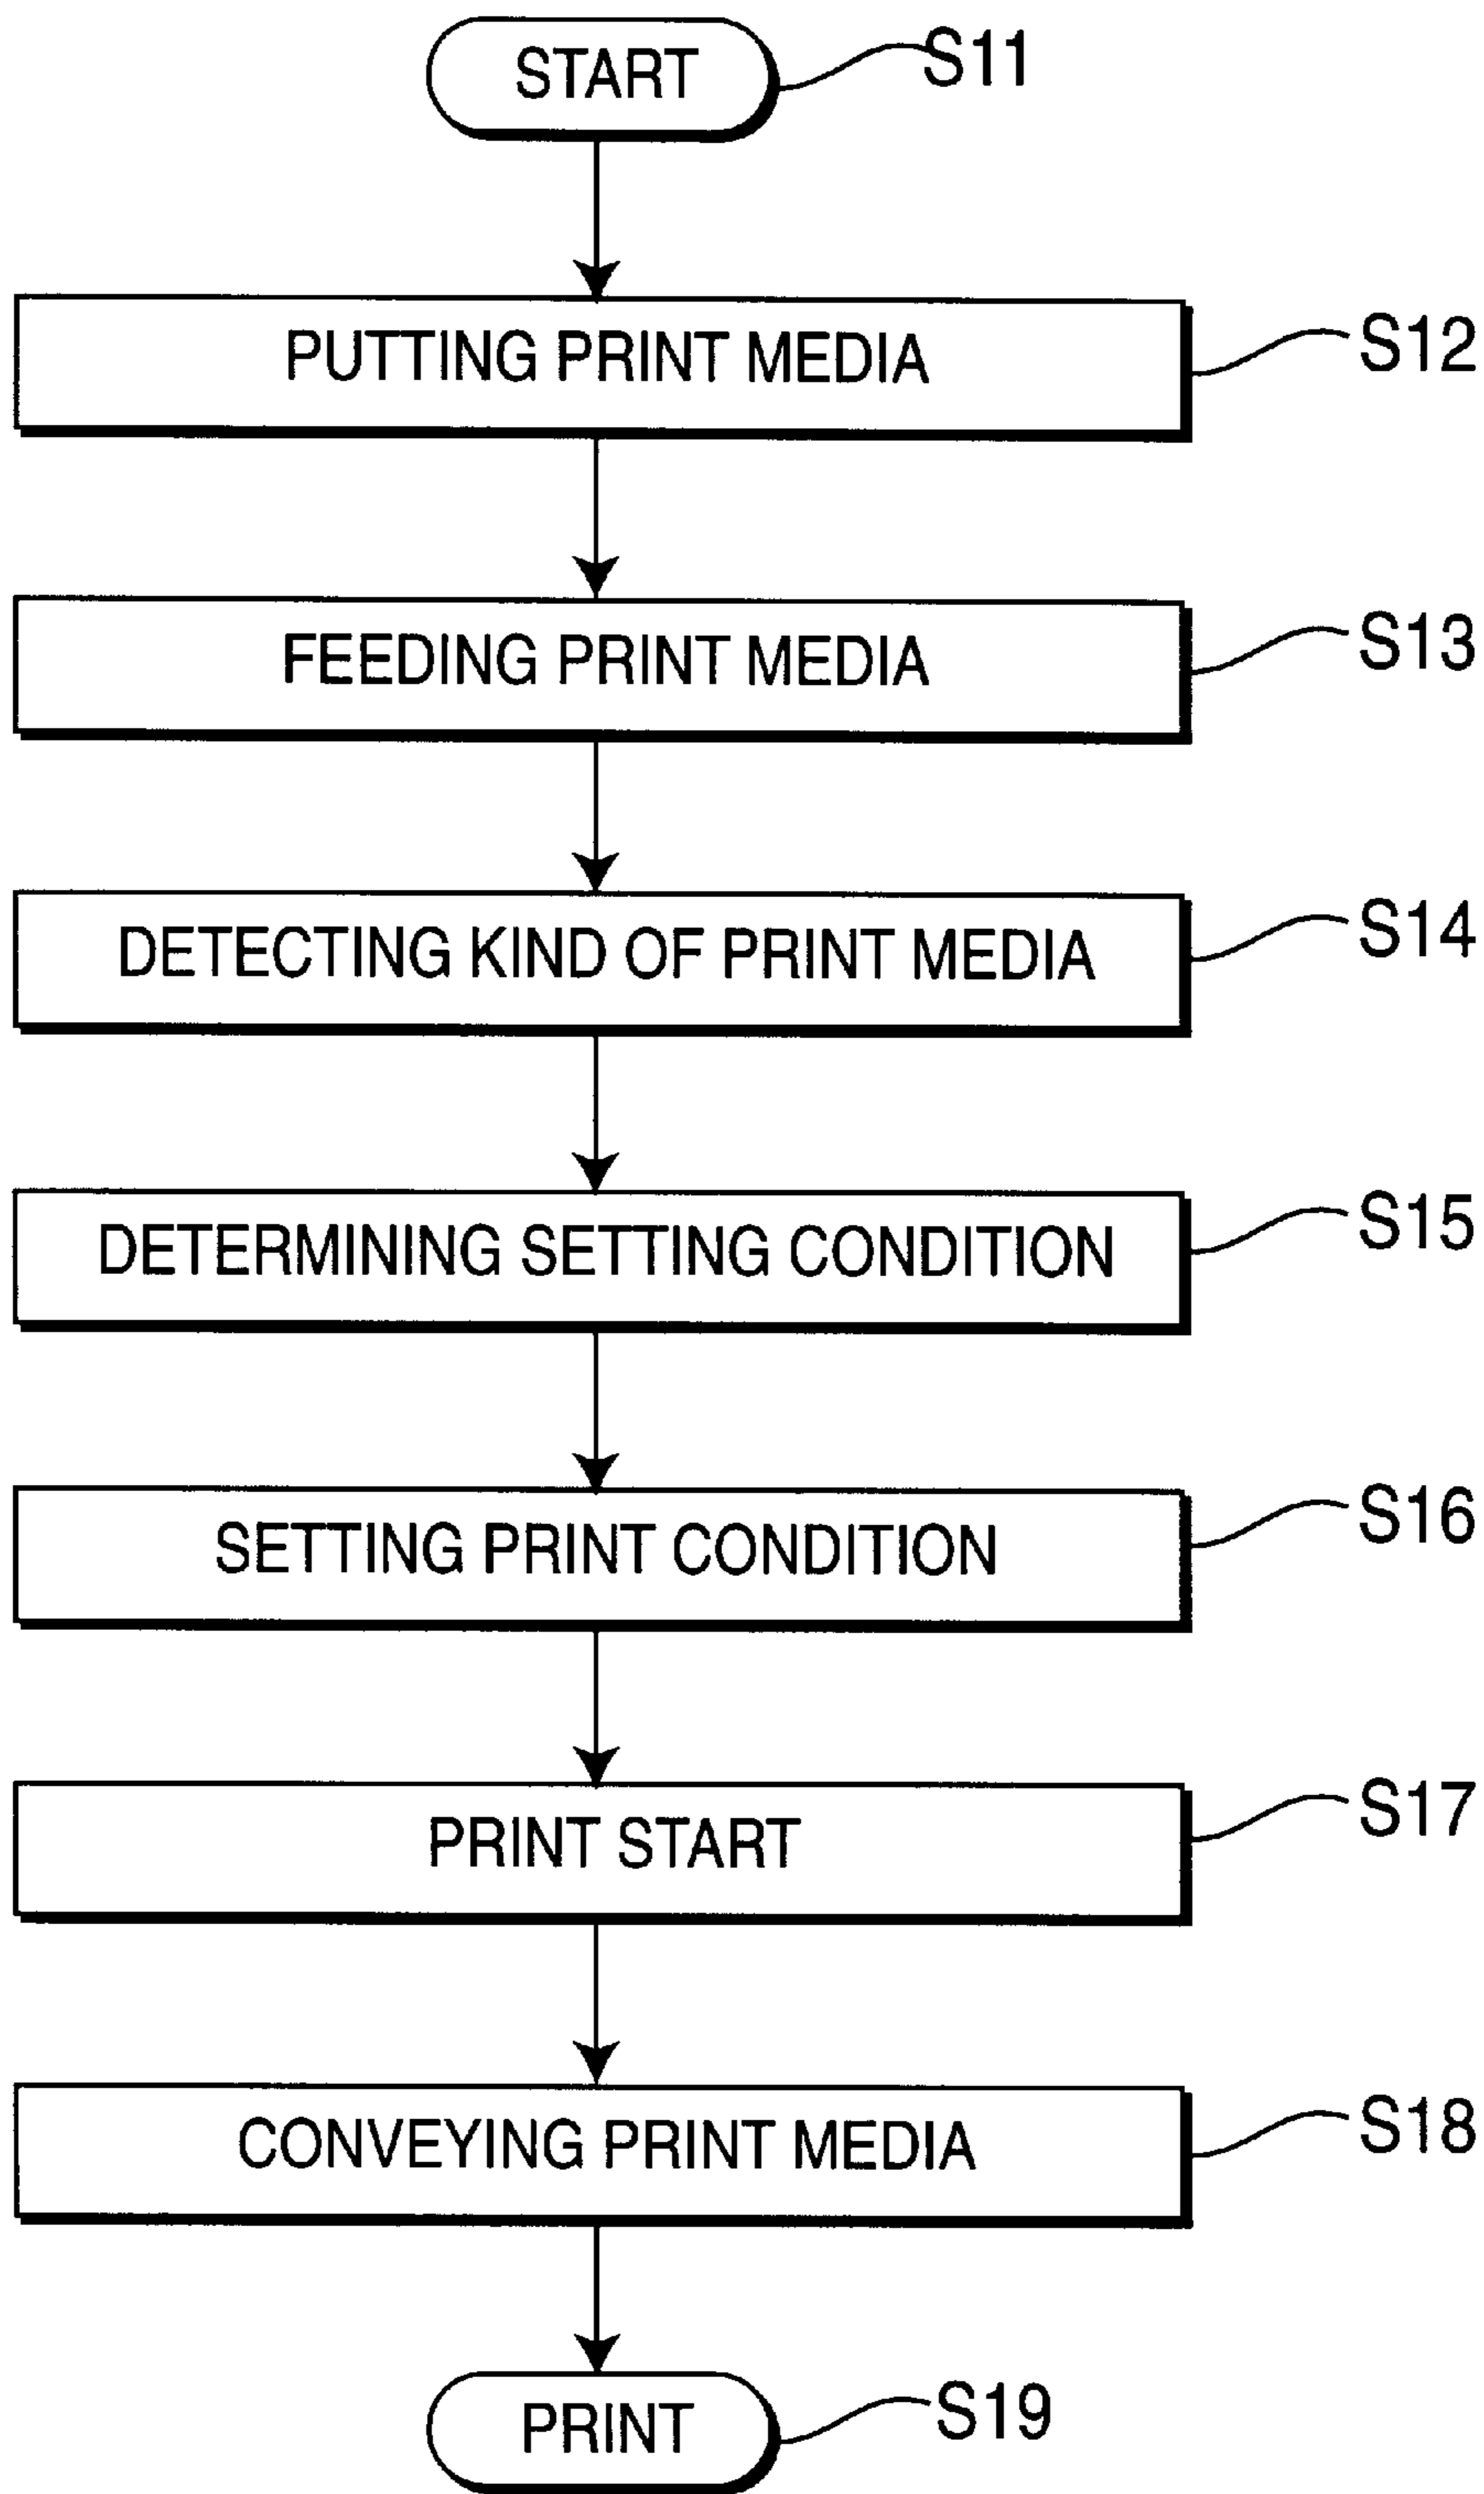 START S11
PUTTING PRINT MEDIA S12
FEEDING PRINT MEDIA S13
DETECTING KIND OF PRINT MEDIA S14
DETERMINING SETTING CONDITION S15
SETTING PRINT CONDITION S16
PRINT START S17
CONVEYING PRINT MEDIA S18
PRINT S19